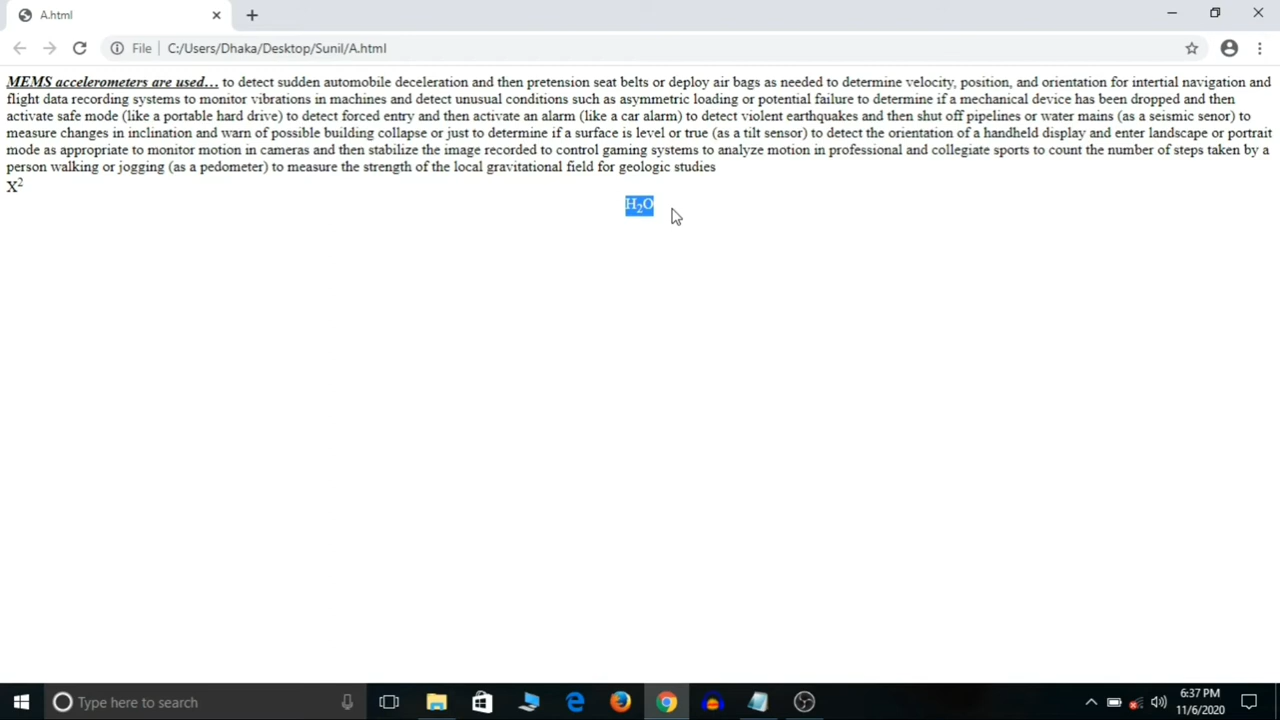 A.html
File C:/Users/Dhaka/Desktop/Sunil/A.html
MEMS accelerometers are used… to detect sudden automobile deceleration and then pretension seat belts or deploy air bags as needed to determine velocity, position, and orientation for intertial navigation and
flight data recording systems to monitor vibrations in machines and detect unusual conditions such as asymmetric loading or potential failure to determine if a mechanical device has been dropped and then
activate safe mode (like a portable hard drive) to detect forced entry and then activate an alarm (like a car alarm) to detect violent earthquakes and then shut off pipelines or water mains (as a seismic senor) to
measure changes in inclination and warn of possible building collapse or just to determine if a surface is level or true (as a tilt sensor) to detect the orientation of a handheld display and enter landscape or portrait
mode as appropriate to monitor motion in cameras and then stabilize the image recorded to control gaming systems to analyze motion in professional and collegiate sports to count the number of steps taken by a
person walking or jogging (as a pedometer) to measure the strength of the local gravitational field for geologic studies
X²
H₂O
Type here to search
6:37 PM
11/6/2020